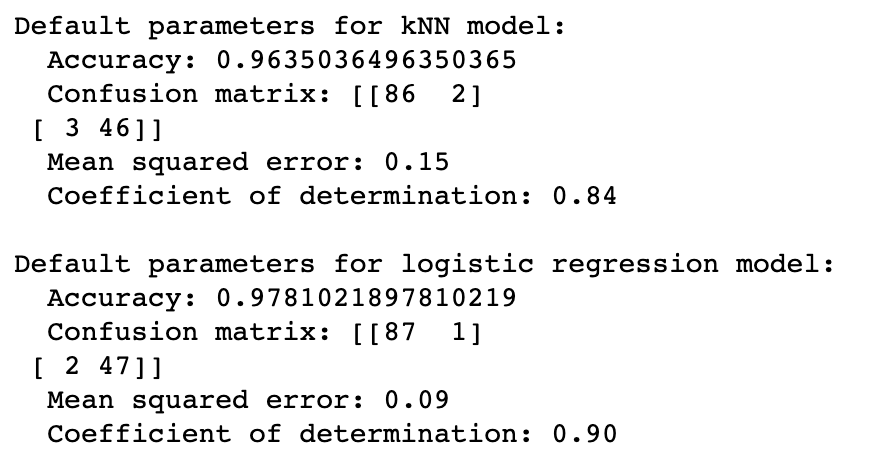 Default parameters for kNN model:
  Accuracy: 0.9635036496350365
  Confusion matrix: [[86  2]
 [ 3 46]]
  Mean squared error: 0.15
  Coefficient of determination: 0.84

Default parameters for logistic regression model:
  Accuracy: 0.9781021897810219
  Confusion matrix: [[87  1]
 [ 2 47]]
  Mean squared error: 0.09
  Coefficient of determination: 0.90